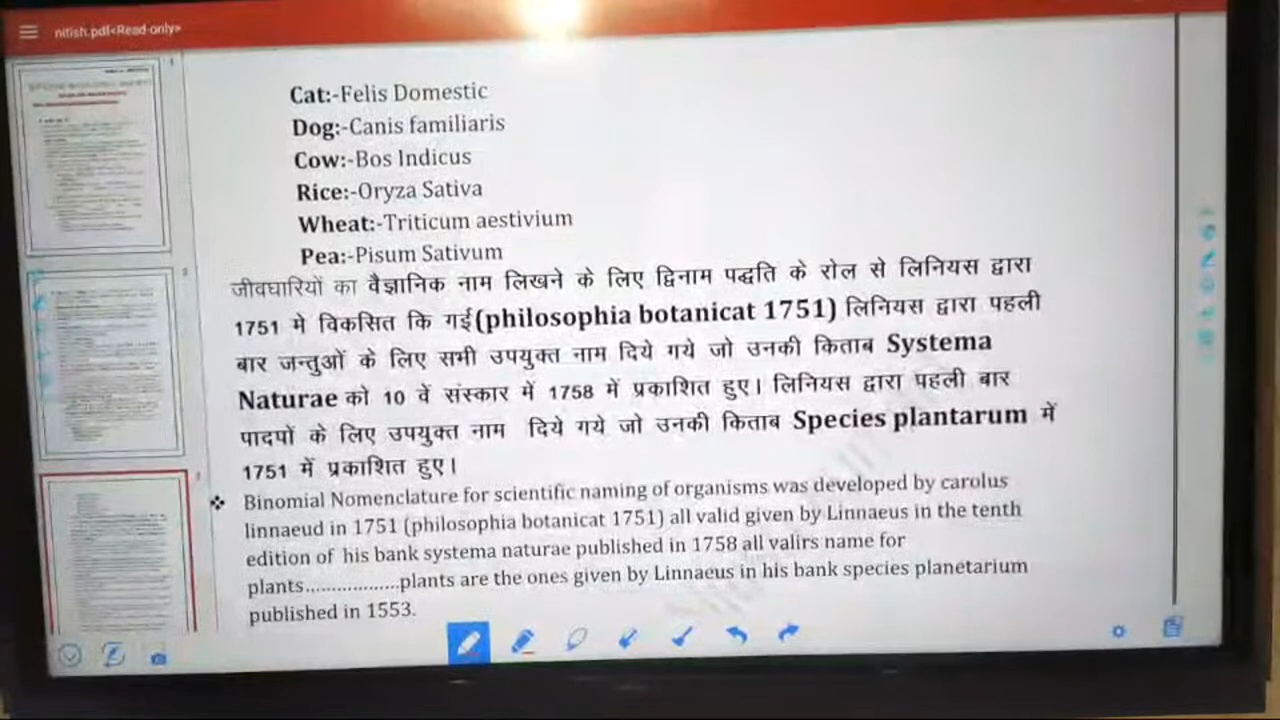 nitish.pdf<Read-only>
Cat:-Felis Domestic
Dog:-Canis familiaris
Cow:-Bos Indicus
Rice:-Oryza Sativa
Wheat:-Triticum aestivium
Pea:-Pisum Sativum
जीवघारियों का वैज्ञानिक नाम लिखने के लिए द्विनाम पद्धति के रोल से लिनियस द्वारा
1751 मे विकसित कि गई(philosophia botanicat 1751) लिनियस द्वारा पहली
बार जन्तुओं के लिए सभी उपयुक्त नाम दिये गये जो उनकी किताब Systema
Naturae को 10 वें संस्कार में 1758 में प्रकाशित हुए। लिनियस द्वारा पहली बार
पादपों के लिए उपयुक्त नाम दिये गये जो उनकी किताब Species plantarum में
1751 में प्रकाशित हुए।
❖ Binomial Nomenclature for scientific naming of organisms was developed by carolus
linnaeud in 1751 (philosophia botanicat 1751) all valid given by Linnaeus in the tenth
edition of his bank systema naturae published in 1758 all valirs name for
plants..................plants are the ones given by Linnaeus in his bank species planetarium
published in 1553.